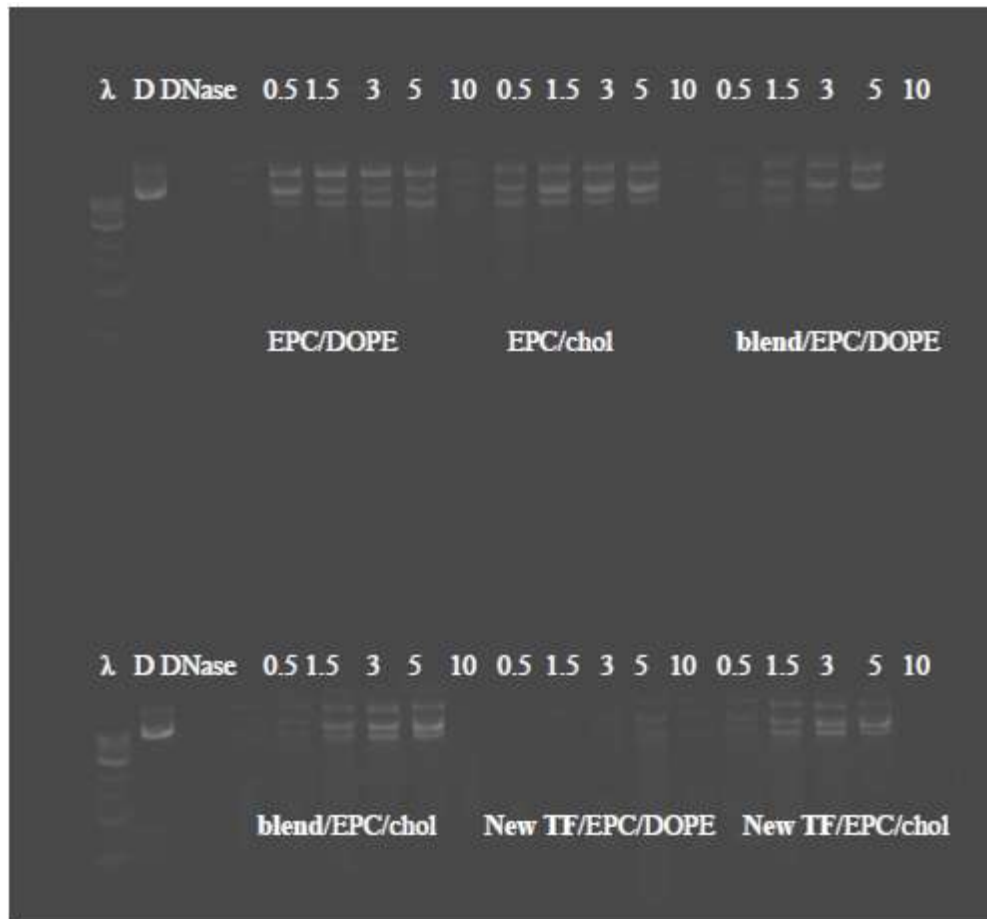 λ D DNase 0.5 1.5 3 5 10 0.5 1.5 3 5 10 0.5 1.5 3 5 10
EPC/DOPE EPC/chol blend/EPC/DOPE
λ D DNase 0.5 1.5 3 5 10 0.5 1.5 3 5 10 0.5 1.5 3 5 10
blend/EPC/chol New TF/EPC/DOPE New TF/EPC/chol